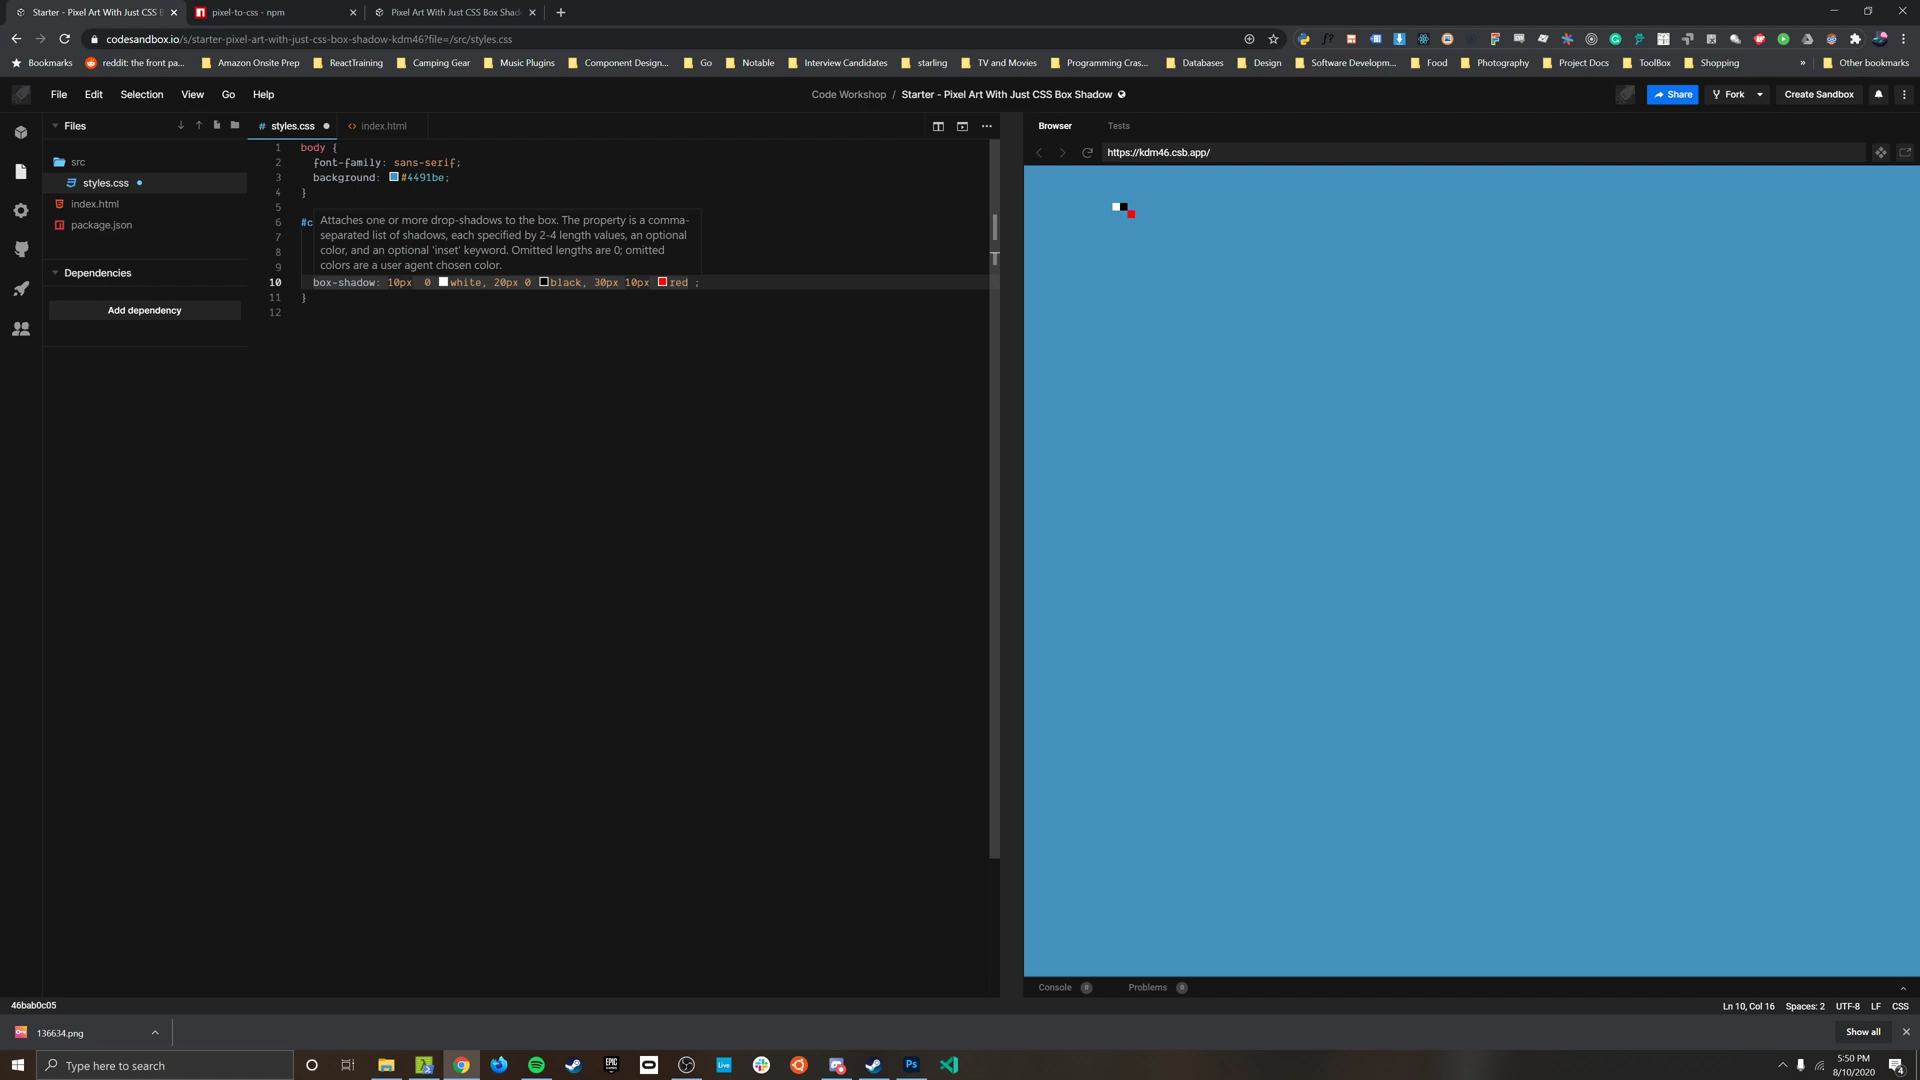 Starter - Pixel Art With Just CSS B
pixel-to-css - npm
Pixel Art With Just CSS Box Shad
codesandbox.io/s/starter-pixel-art-with-just-css-box-shadow-kdm46?file=/src/styles.css
Bookmarks reddit: the front pa... Amazon Onsite Prep ReactTraining Camping Gear Music Plugins Component Design... Go Notable Interview Candidates starling TV and Movies Programming Cras... Databases Design Software Developm... Food Photography Project Docs ToolBox Shopping » Other bookmarks
File Edit Selection View Go Help
Code Workshop / Starter - Pixel Art With Just CSS Box Shadow
Share Fork Create Sandbox
Files
styles.css
index.html
Browser Tests
https://kdm46.csb.app/
src
styles.css
index.html
package.json
Dependencies
Add dependency
1 body {
2 font-family: sans-serif;
3 background: #4491be;
4 }
5
6 #c
7
8
9
Attaches one or more drop-shadows to the box. The property is a comma-
separated list of shadows, each specified by 2-4 length values, an optional
color, and an optional 'inset' keyword. Omitted lengths are 0; omitted
colors are a user agent chosen color.
10 box-shadow: 10px 0 white, 20px 0 black, 30px 10px red ;
11 }
12
Console 0 Problems 0
46bab0c05
Ln 10, Col 16 Spaces: 2 UTF-8 LF CSS
136634.png
Show all
Type here to search
5:50 PM
8/10/2020